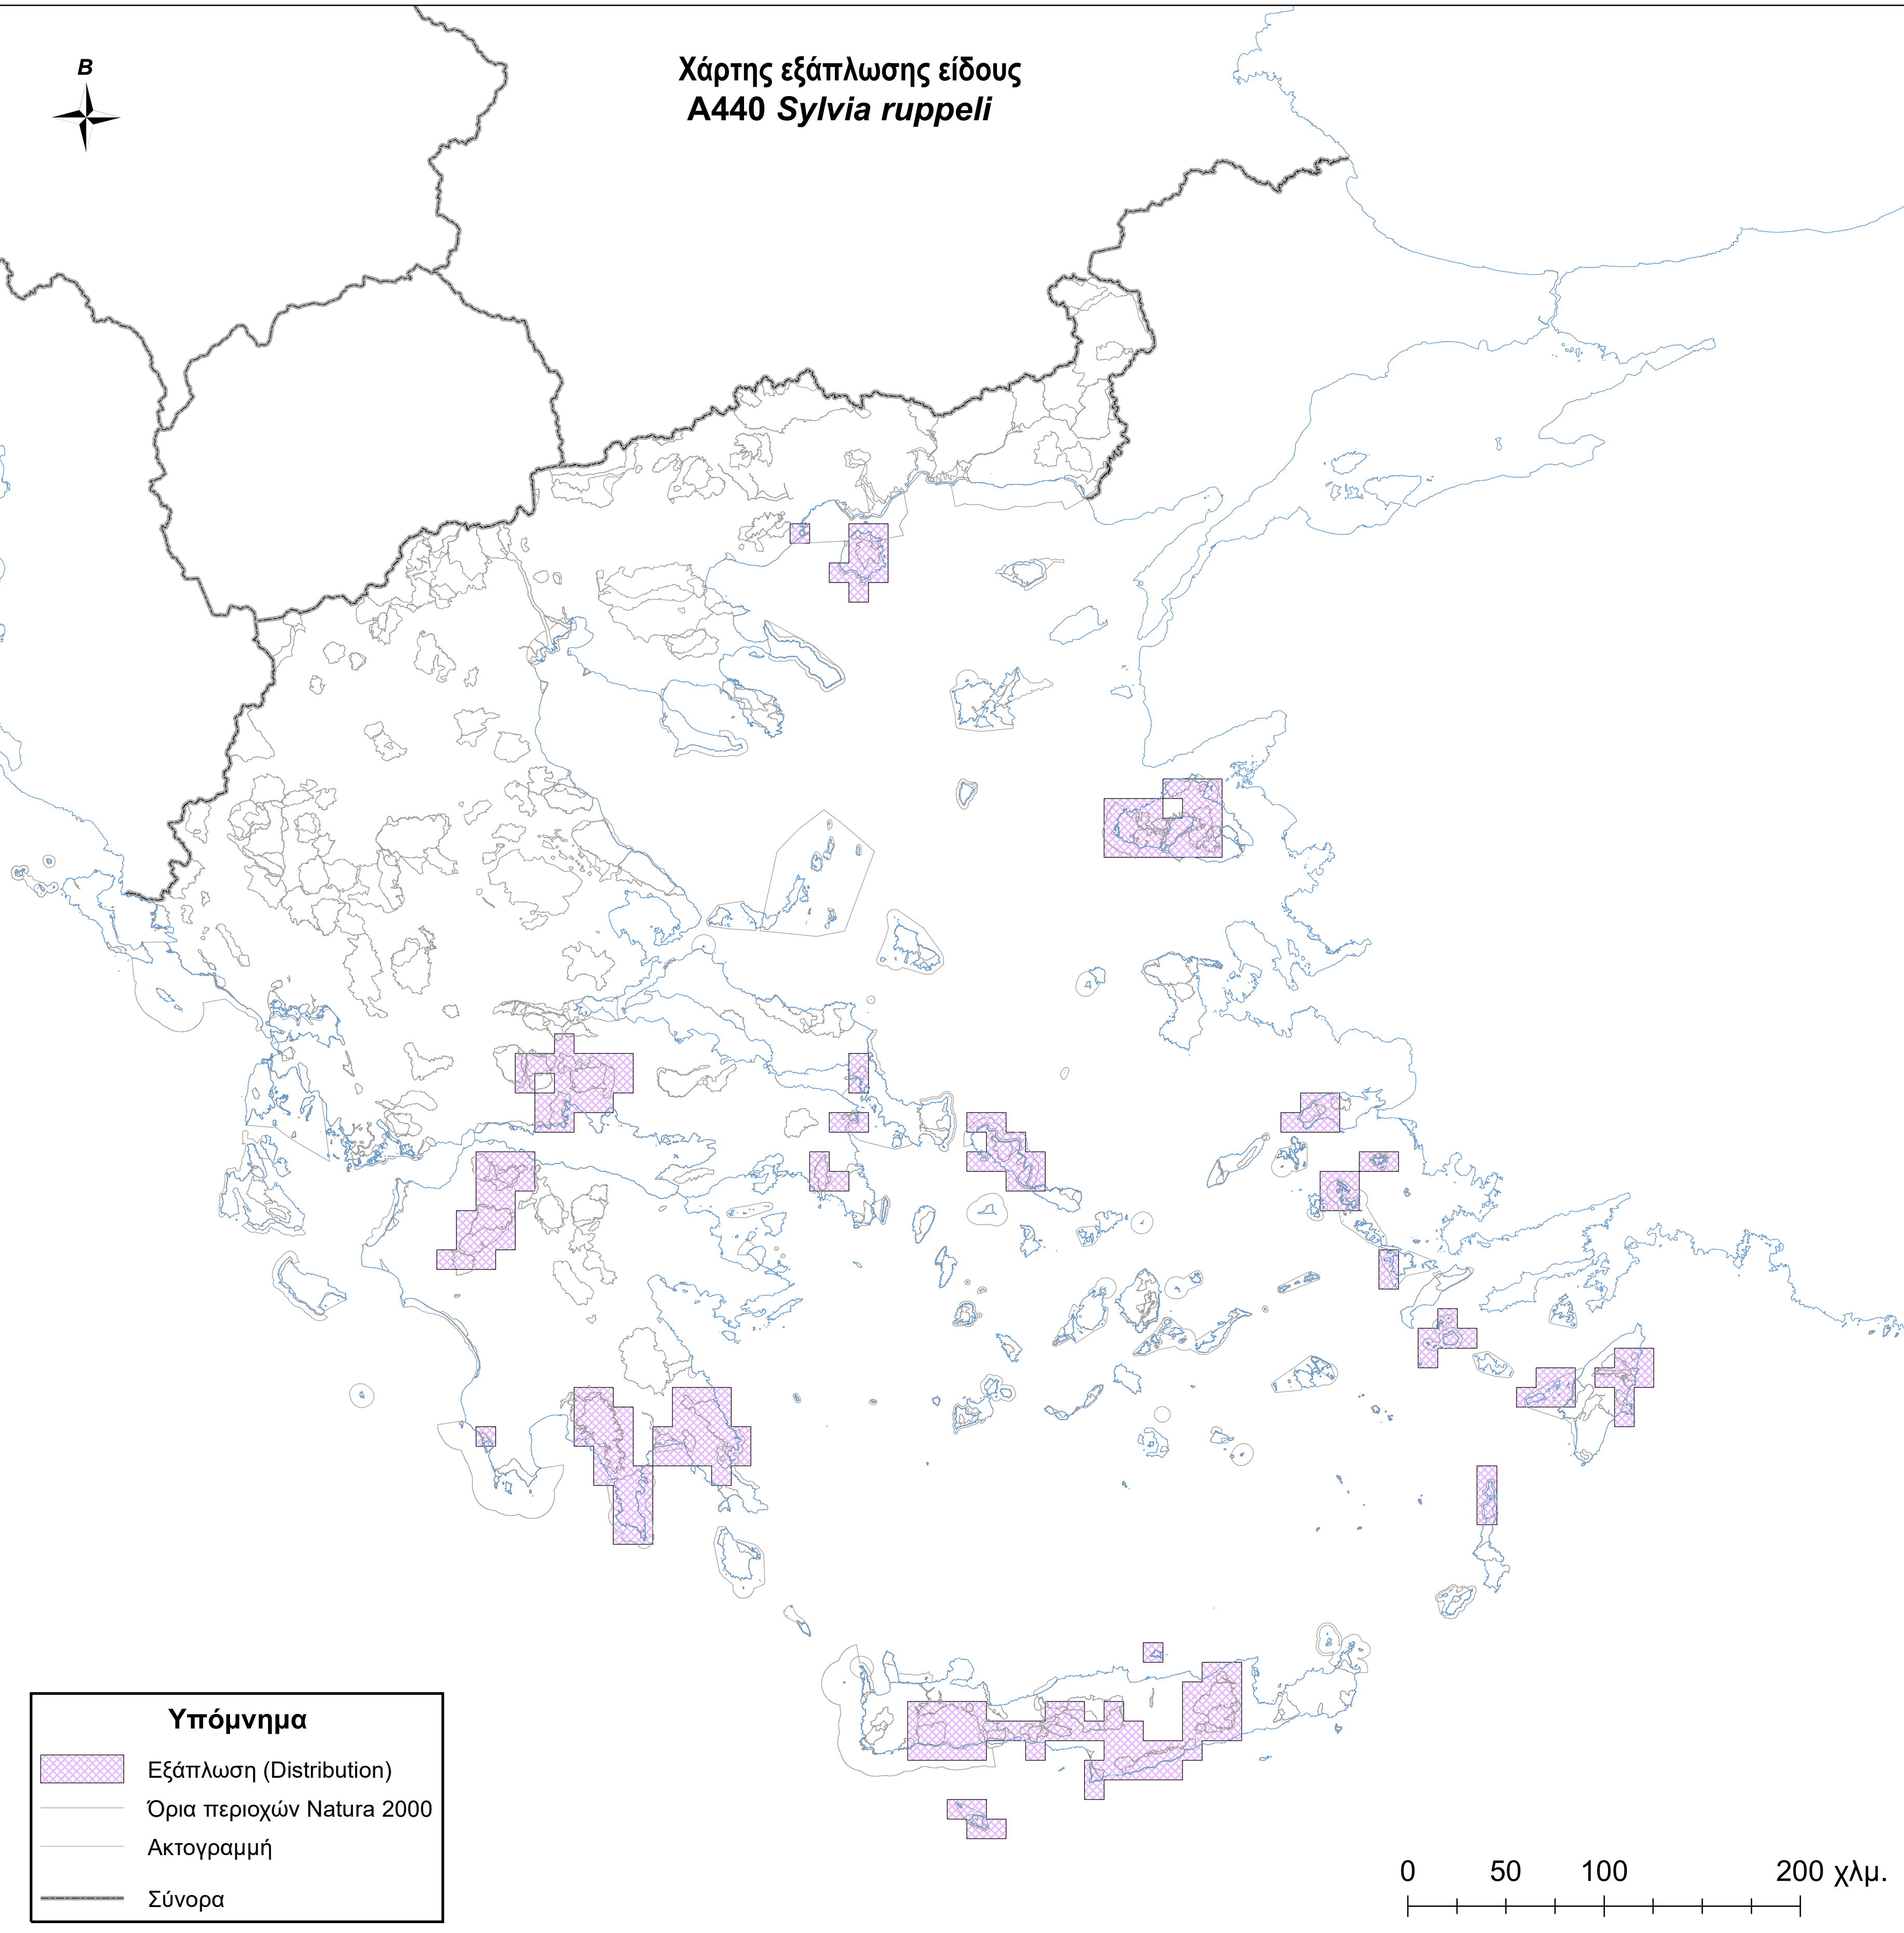 B
Χάρτης εξάπλωσης είδους
A440 Sylvia ruppeli
Υπόμνημα
Εξάπλωση (Distribution)
Όρια περιοχών Natura 2000
Ακτογραμμή
Σύνορα
0 50 100 200 χλμ.